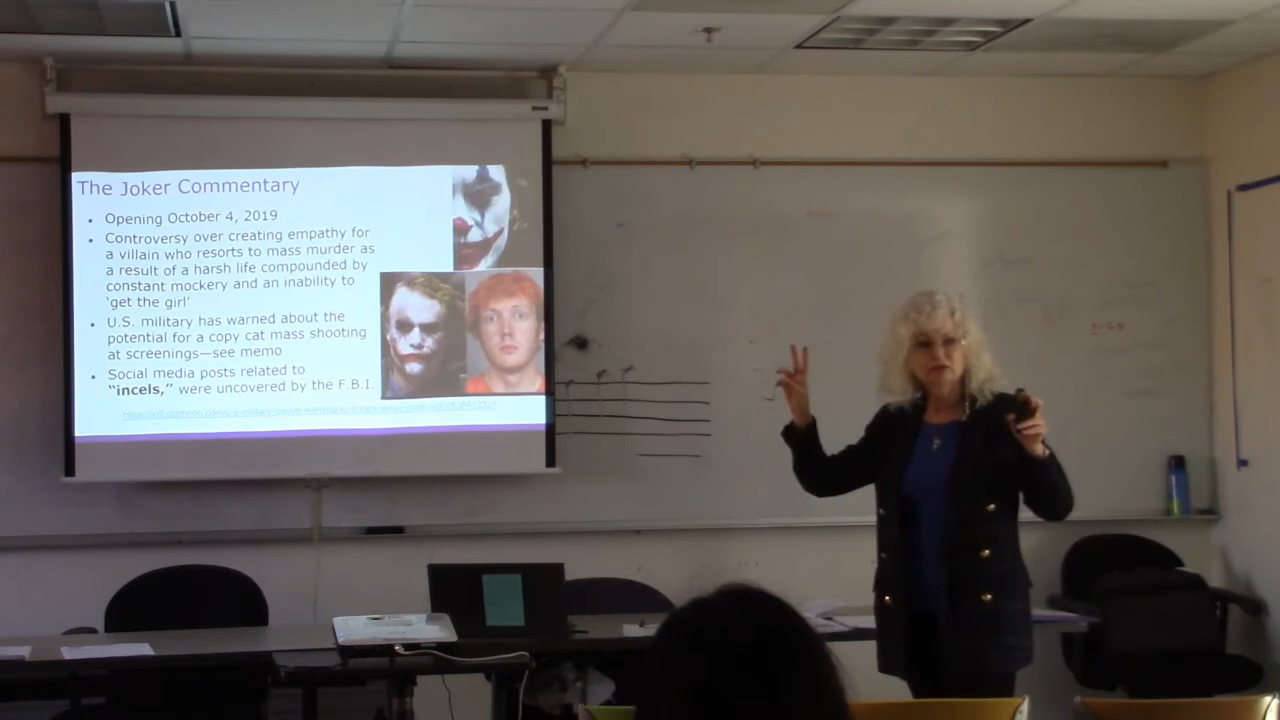 The Joker Commentary
• Opening October 4, 2019
• Controversy over creating empathy for
a villain who resorts to mass murder as
a result of a harsh life compounded by
constant mockery and an inability to
‘get the girl’
• U.S. military has warned about the
potential for a copy cat mass shooting
at screenings—see memo
• Social media posts related to
“incels,” were uncovered by the F.B.I.